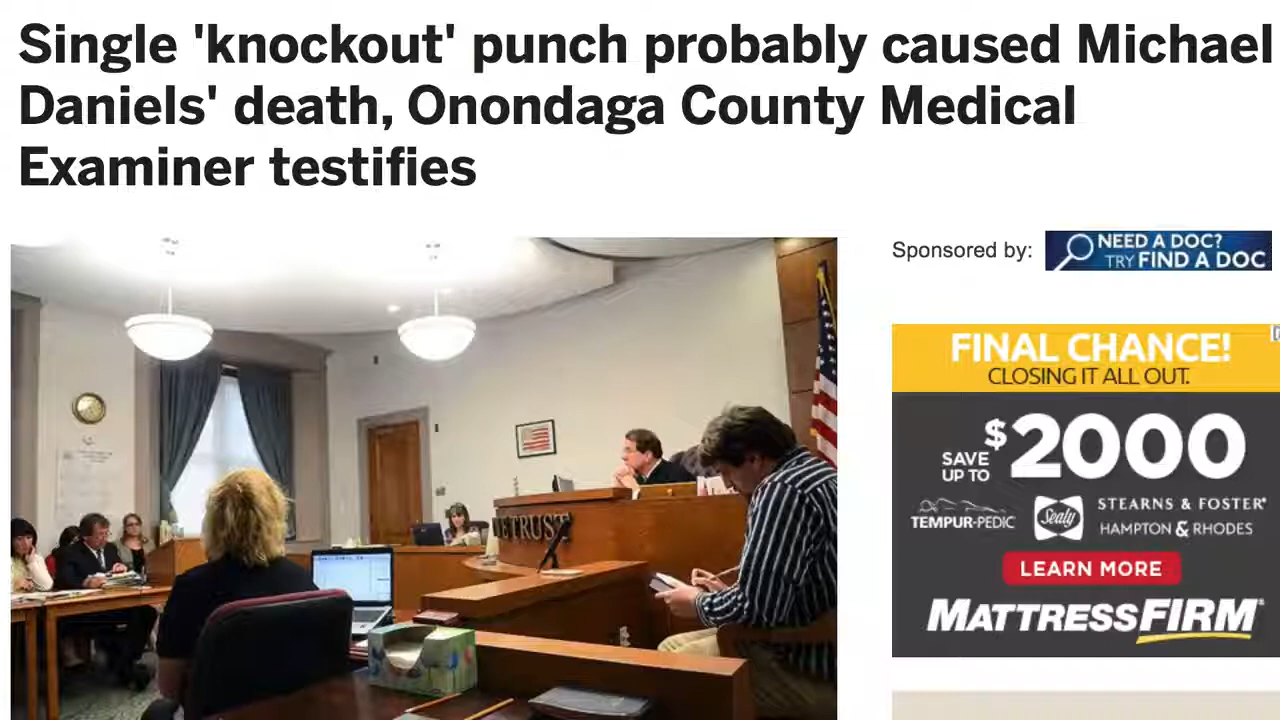 Single 'knockout' punch probably caused Michael
Daniels' death, Onondaga County Medical
Examiner testifies
Sponsored by:
NEED A DOC?
TRY FIND A DOC
FINAL CHANCE!
CLOSING IT ALL OUT.
SAVE
UP TO
$2000
TEMPUR-PEDIC
Sealy
STEARNS & FOSTER®
HAMPTON & RHODES
LEARN MORE
MATTRESSFIRM®
TRUST